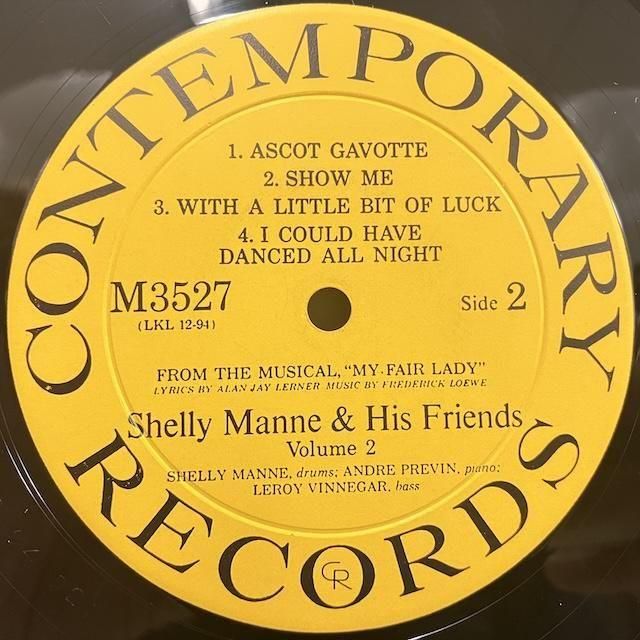 CONTEMPORARY
1. ASCOT GAVOTTE
2. SHOW ME
3. WITH A LITTLE BIT OF LUCK
4. I COULD HAVE
DANCED ALL NIGHT
M3527
(LKL 12-94)
Side 2
FROM THE MUSICAL, "MY FAIR LADY"
LYRICS BY ALAN JAY LERNER MUSIC BY FREDERICK LOEWE
Shelly Manne & His Friends
Volume 2
SHELLY MANNE, drums; ANDRE PREVIN, piano;
LEROY VINNEGAR, bass
RECORDS
CR